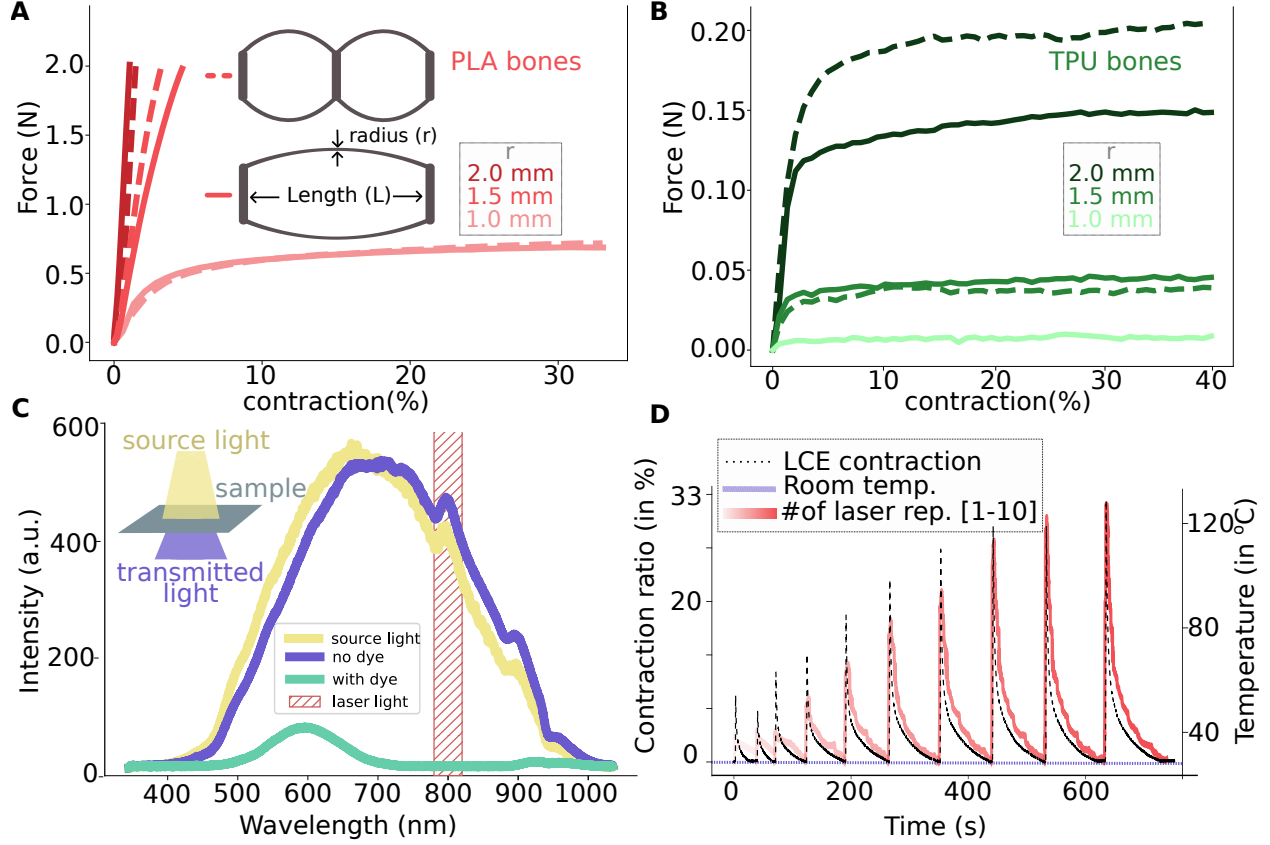 A
Force (N)
2.0
1.5
1.0
0.5
0.0
0
10
20
30
contraction(%)
PLA bones
radius (r)
Length (L)
r
2.0 mm
1.5 mm
1.0 mm
B
Force (N)
0.20
0.15
0.10
0.05
0.00
0
10
20
30
40
contraction(%)
TPU bones
r
2.0 mm
1.5 mm
1.0 mm
C
Intensity (a.u.)
600
400
200
0
400
500
600
700
800
900
1000
Wavelength (nm)
source light
sample
transmitted
light
source light
no dye
with dye
laser light
D
Contraction ratio (in %)
33
20
0
0
200
400
600
Time (s)
LCE contraction
Room temp.
#of laser rep. [1-10]
120
80
40
Temperature (in °C)